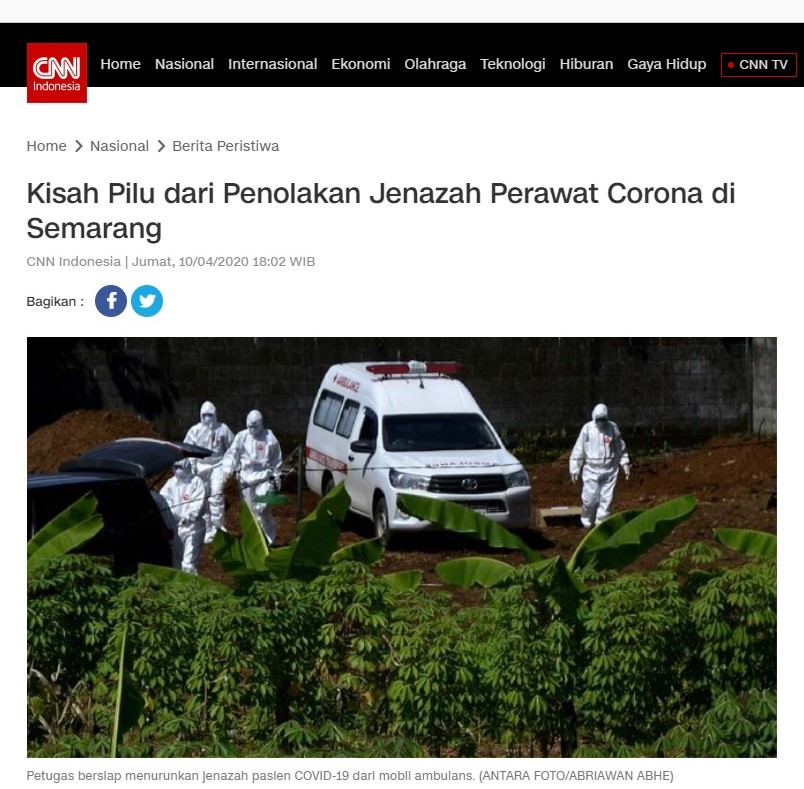 CNN
Indonesia
Home Nasional Internasional Ekonomi Olahraga Teknologi Hiburan Gaya Hidup CNN TV
Home Nasional Berita Peristiwa
Kisah Pilu dari Penolakan Jenazah Perawat Corona di
Semarang
CNN Indonesia | Jumat, 10/04/2020 18:02 WIB
Bagikan :
AMBULANCE
Petugas bersiap menurunkan jenazah pasien COVID-19 dari mobil ambulans. (ANTARA FOTO/ABRIAWAN ABHE)